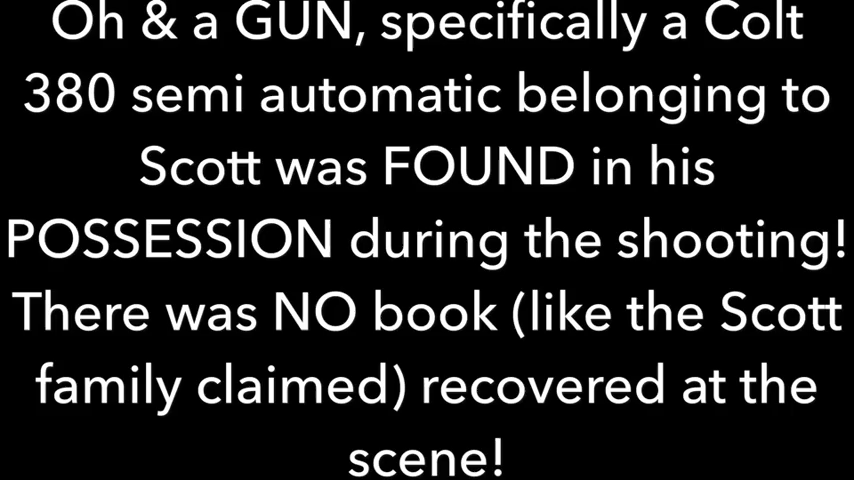 Oh & a GUN, specifically a Colt
380 semi automatic belonging to
Scott was FOUND in his
POSSESSION during the shooting!
There was NO book (like the Scott
family claimed) recovered at the
scene!